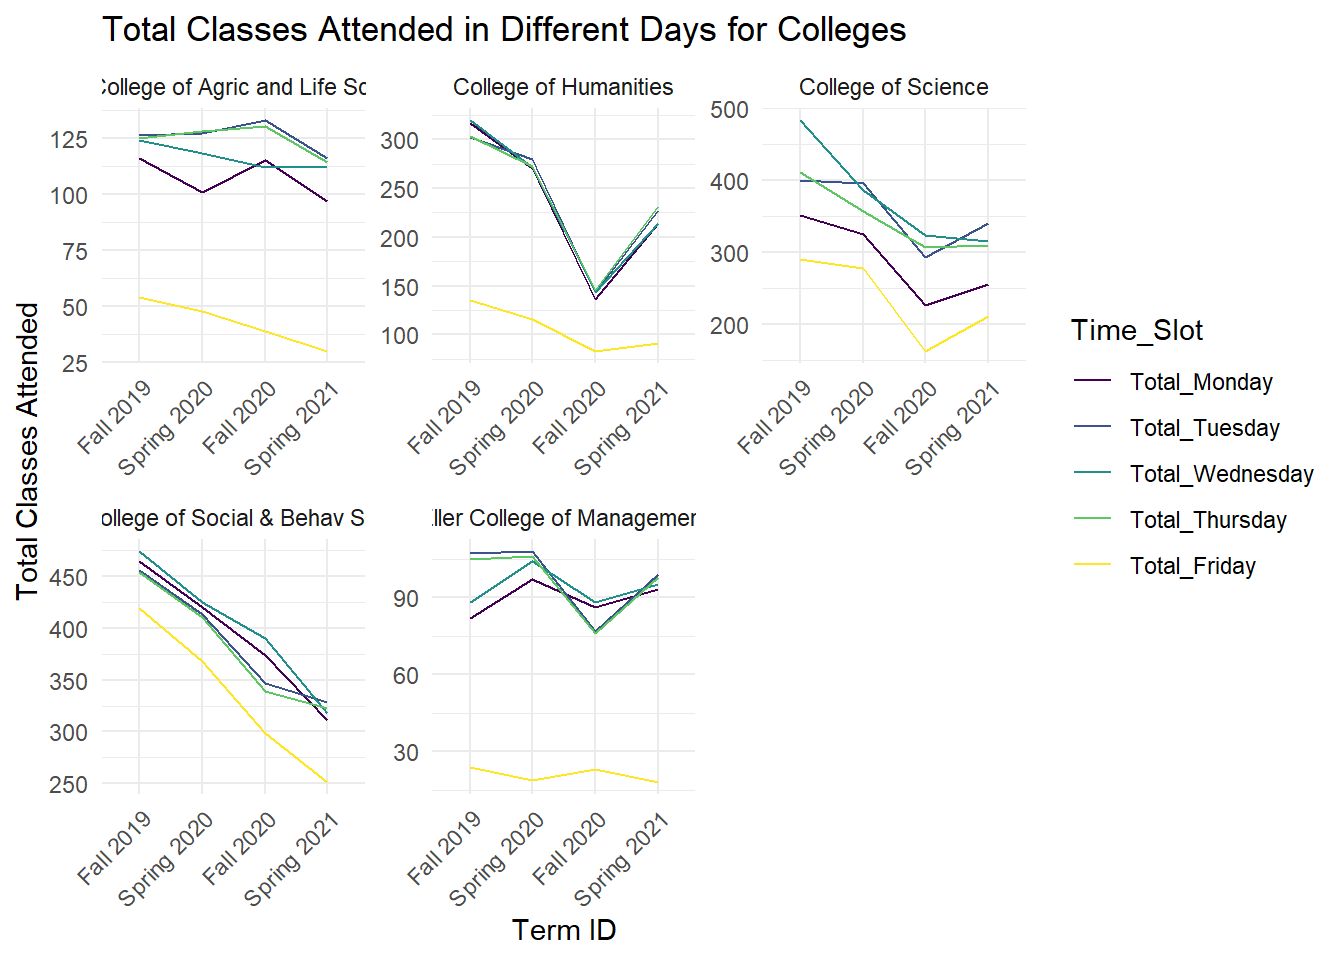 Total Classes Attended in Different Days for Colleges
College of Agric and Life Sc
College of Humanities
College of Science
125
100
75
50
25
300
250
200
150
100
500
400
300
200
Fall 2019
Spring 2020
Fall 2020
Spring 2021
Fall 2019
Spring 2020
Fall 2020
Spring 2021
Fall 2019
Spring 2020
Fall 2020
Spring 2021
Total Classes Attended
ollege of Social & Behav S
ller College of Managemen
450
400
350
300
250
90
60
30
Fall 2019
Spring 2020
Fall 2020
Spring 2021
Fall 2019
Spring 2020
Fall 2020
Spring 2021
Term ID
Time_Slot
Total_Monday
Total_Tuesday
Total_Wednesday
Total_Thursday
Total_Friday